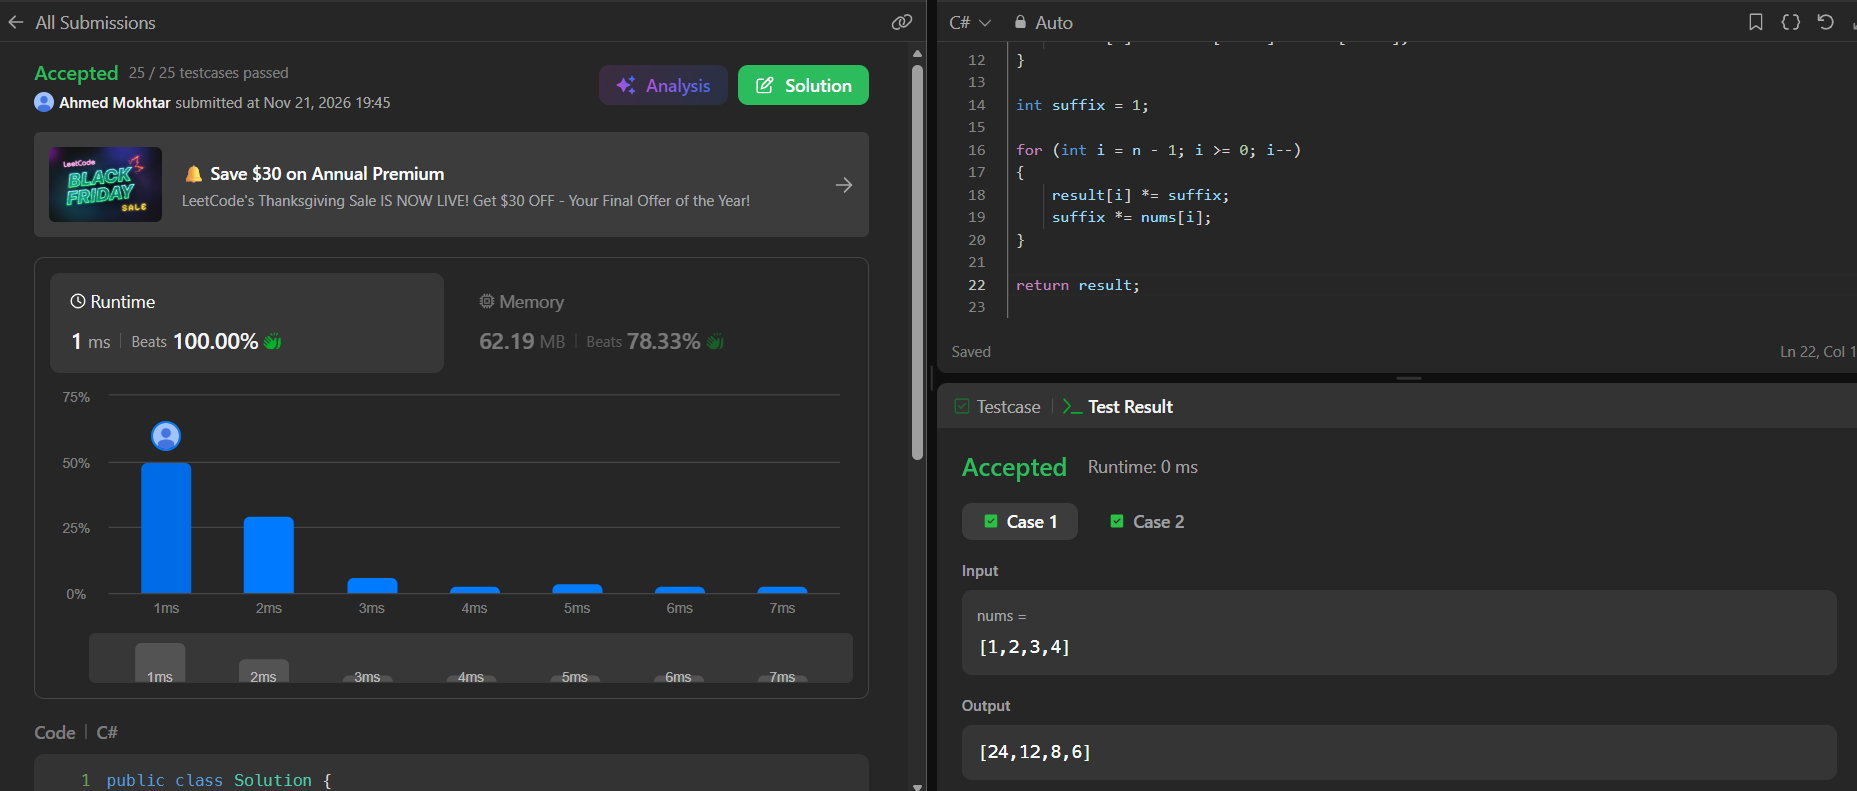 All Submissions
Accepted 25 / 25 testcases passed
Ahmed Mokhtar submitted at Nov 21, 2026 19:45
Analysis
Solution
LeetCode
BLACK
FRIDAY
SALE
Save $30 on Annual Premium
LeetCode's Thanksgiving Sale IS NOW LIVE! Get $30 OFF - Your Final Offer of the Year!
Runtime
1 ms | Beats 100.00%
Memory
62.19 MB | Beats 78.33%
75%
50%
25%
0%
1ms 2ms 3ms 4ms 5ms 6ms 7ms
1ms 2ms 3ms 4ms 5ms 6ms 7ms
Code | C#
1 public class Solution {
C# Auto
12 }
13
14 int suffix = 1;
15
16 for (int i = n - 1; i >= 0; i--)
17 {
18 result[i] *= suffix;
19 suffix *= nums[i];
20 }
21
22 return result;
23
Saved
Ln 22, Col 1
Testcase | Test Result
Accepted Runtime: 0 ms
Case 1 Case 2
Input
nums =
[1,2,3,4]
Output
[24,12,8,6]